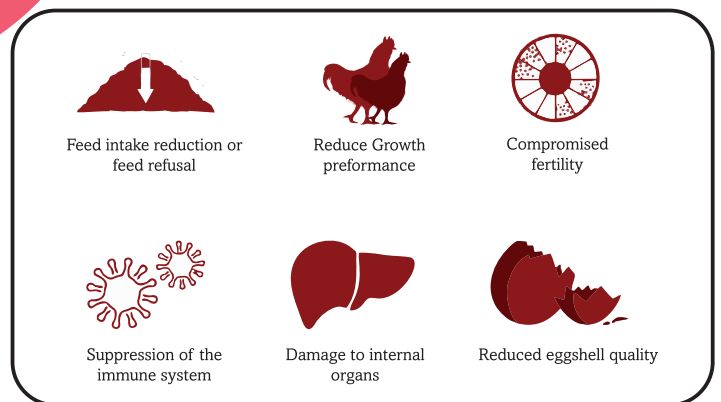 Feed intake reduction or
feed refusal
Reduce Growth
preformance
Compromised
fertility
Suppression of the
immune system
Damage to internal
organs
Reduced eggshell quality